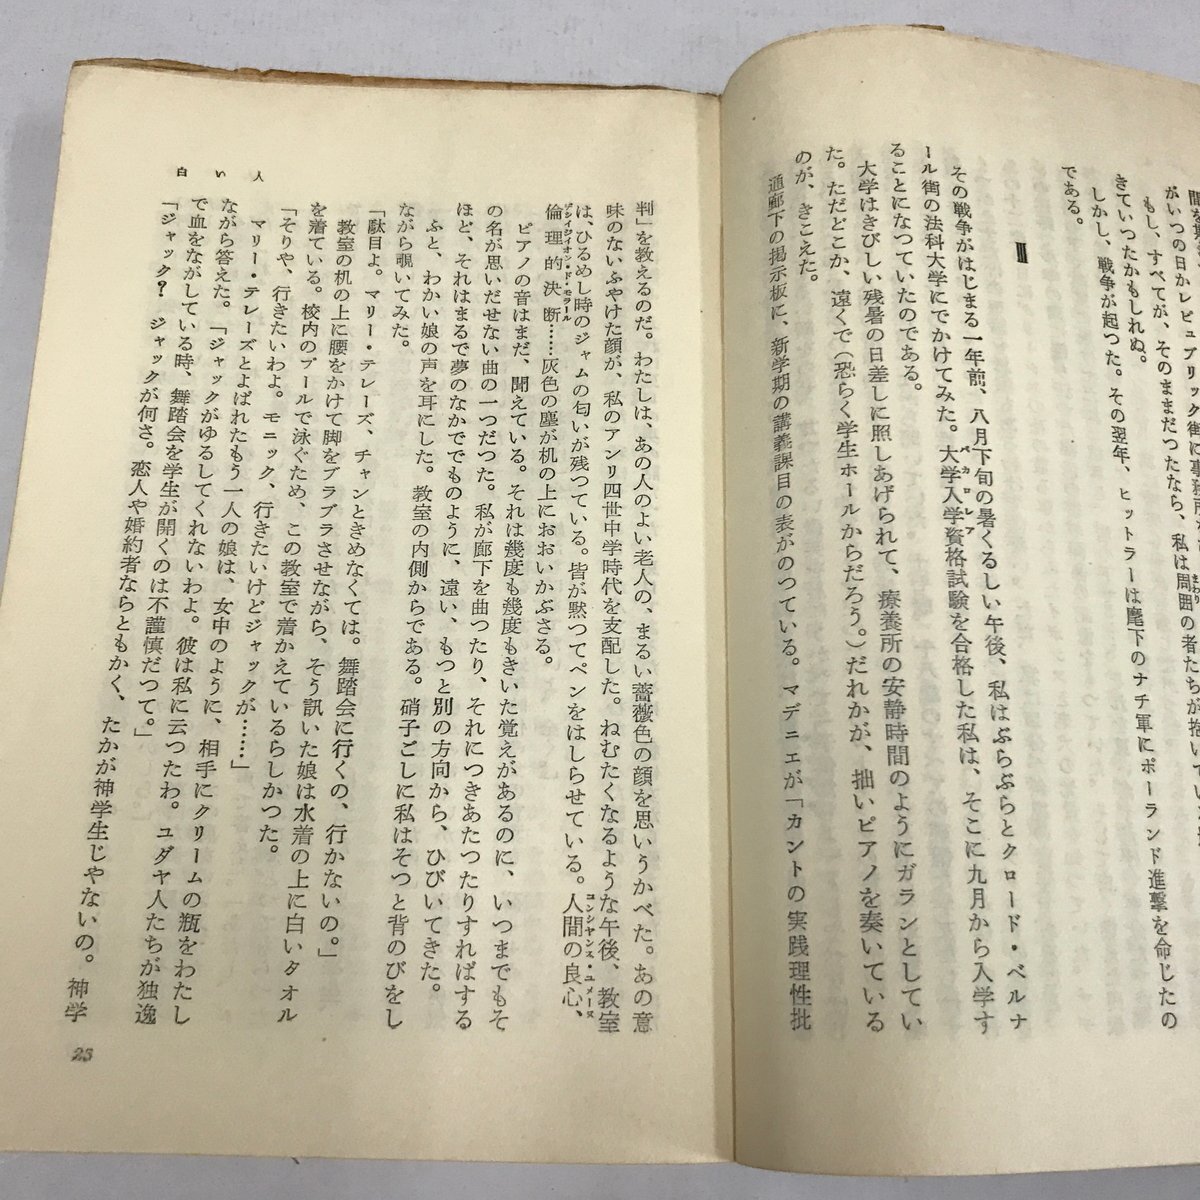 がいつの日かレピュブリック街に事務所
もし、すべてが、そのままだつたなら、私は周囲の者たちが抱いてい
きていつたかもしれぬ。
しかし、戦争が起つた。その翌年、ヒットラーは麾下のナチ軍にポーランド進撃を命じたの
である。
Ⅲ
その戦争がはじまる一年前、八月下旬の暑くるしい午後、私はぶらぶらとクロード・ベルナ
ール街の法科大学にでかけてみた。大学入学資格試験を合格した私は、そこに九月から入学す
ることになつていたのである。
大学はきびしい残暑の日差しに照しあげられて、療養所の安静時間のようにガランとしてい
た。ただどこか、遠くで（恐らく学生ホールからだろう。）だれかが、拙いピアノを奏いている
のが、きこえた。
通廊下の掲示板に、新学期の講義課目の表がのつている。マデニエが「カントの実践理性批
白い人
判」を教えるのだ。わたしは、あの人のよい老人の、まるい薔薇色の顔を思いうかべた。あの意
味のないふやけた顔が、私のアンリ四世中学時代を支配した。ねむたくなるような午後、教室
は、ひるめし時のジャムの匂いが残つている。皆が黙つてペンをはしらせている。人間の良心、
倫理的決断……灰色の塵が机の上におおいかぶさる。
ピアノの音はまだ、聞えている。それは幾度も幾度もきいた覚えがあるのに、いつまでもそ
の名が思いだせない曲の一つだつた。私が廊下を曲つたり、それにつきあたつたりすればする
ほど、それはまるで夢のなかでのように、遠い、もつと別の方向から、ひびいてきた。
ふと、わかい娘の声を耳にした。教室の内側からである。硝子ごしに私はそつと背のびをし
ながら覗いてみた。
「駄目よ。マリー・テレーズ、チャンときめなくては。舞踏会に行くの、行かないの。」
教室の机の上に腰をかけて脚をブラブラさせながら、そう訊いた娘は水着の上に白いタオル
を着ている。校内のプールで泳ぐため、この教室で着かえているらしかつた。
「そりや、行きたいわよ。モニック、行きたいけどジャックが……」
マリー・テレーズとよばれたもう一人の娘は、女中のように、相手にクリームの瓶をわたし
ながら答えた。「ジャックがゆるしてくれないわよ。彼は私に云つたわ。ユダヤ人たちが独逸
で血をながしている時、舞踏会を学生が開くのは不謹慎だつて。」
「ジャック？　ジャックが何さ。恋人や婚約者ならともかく、たかが神学生じゃないの。神学
25